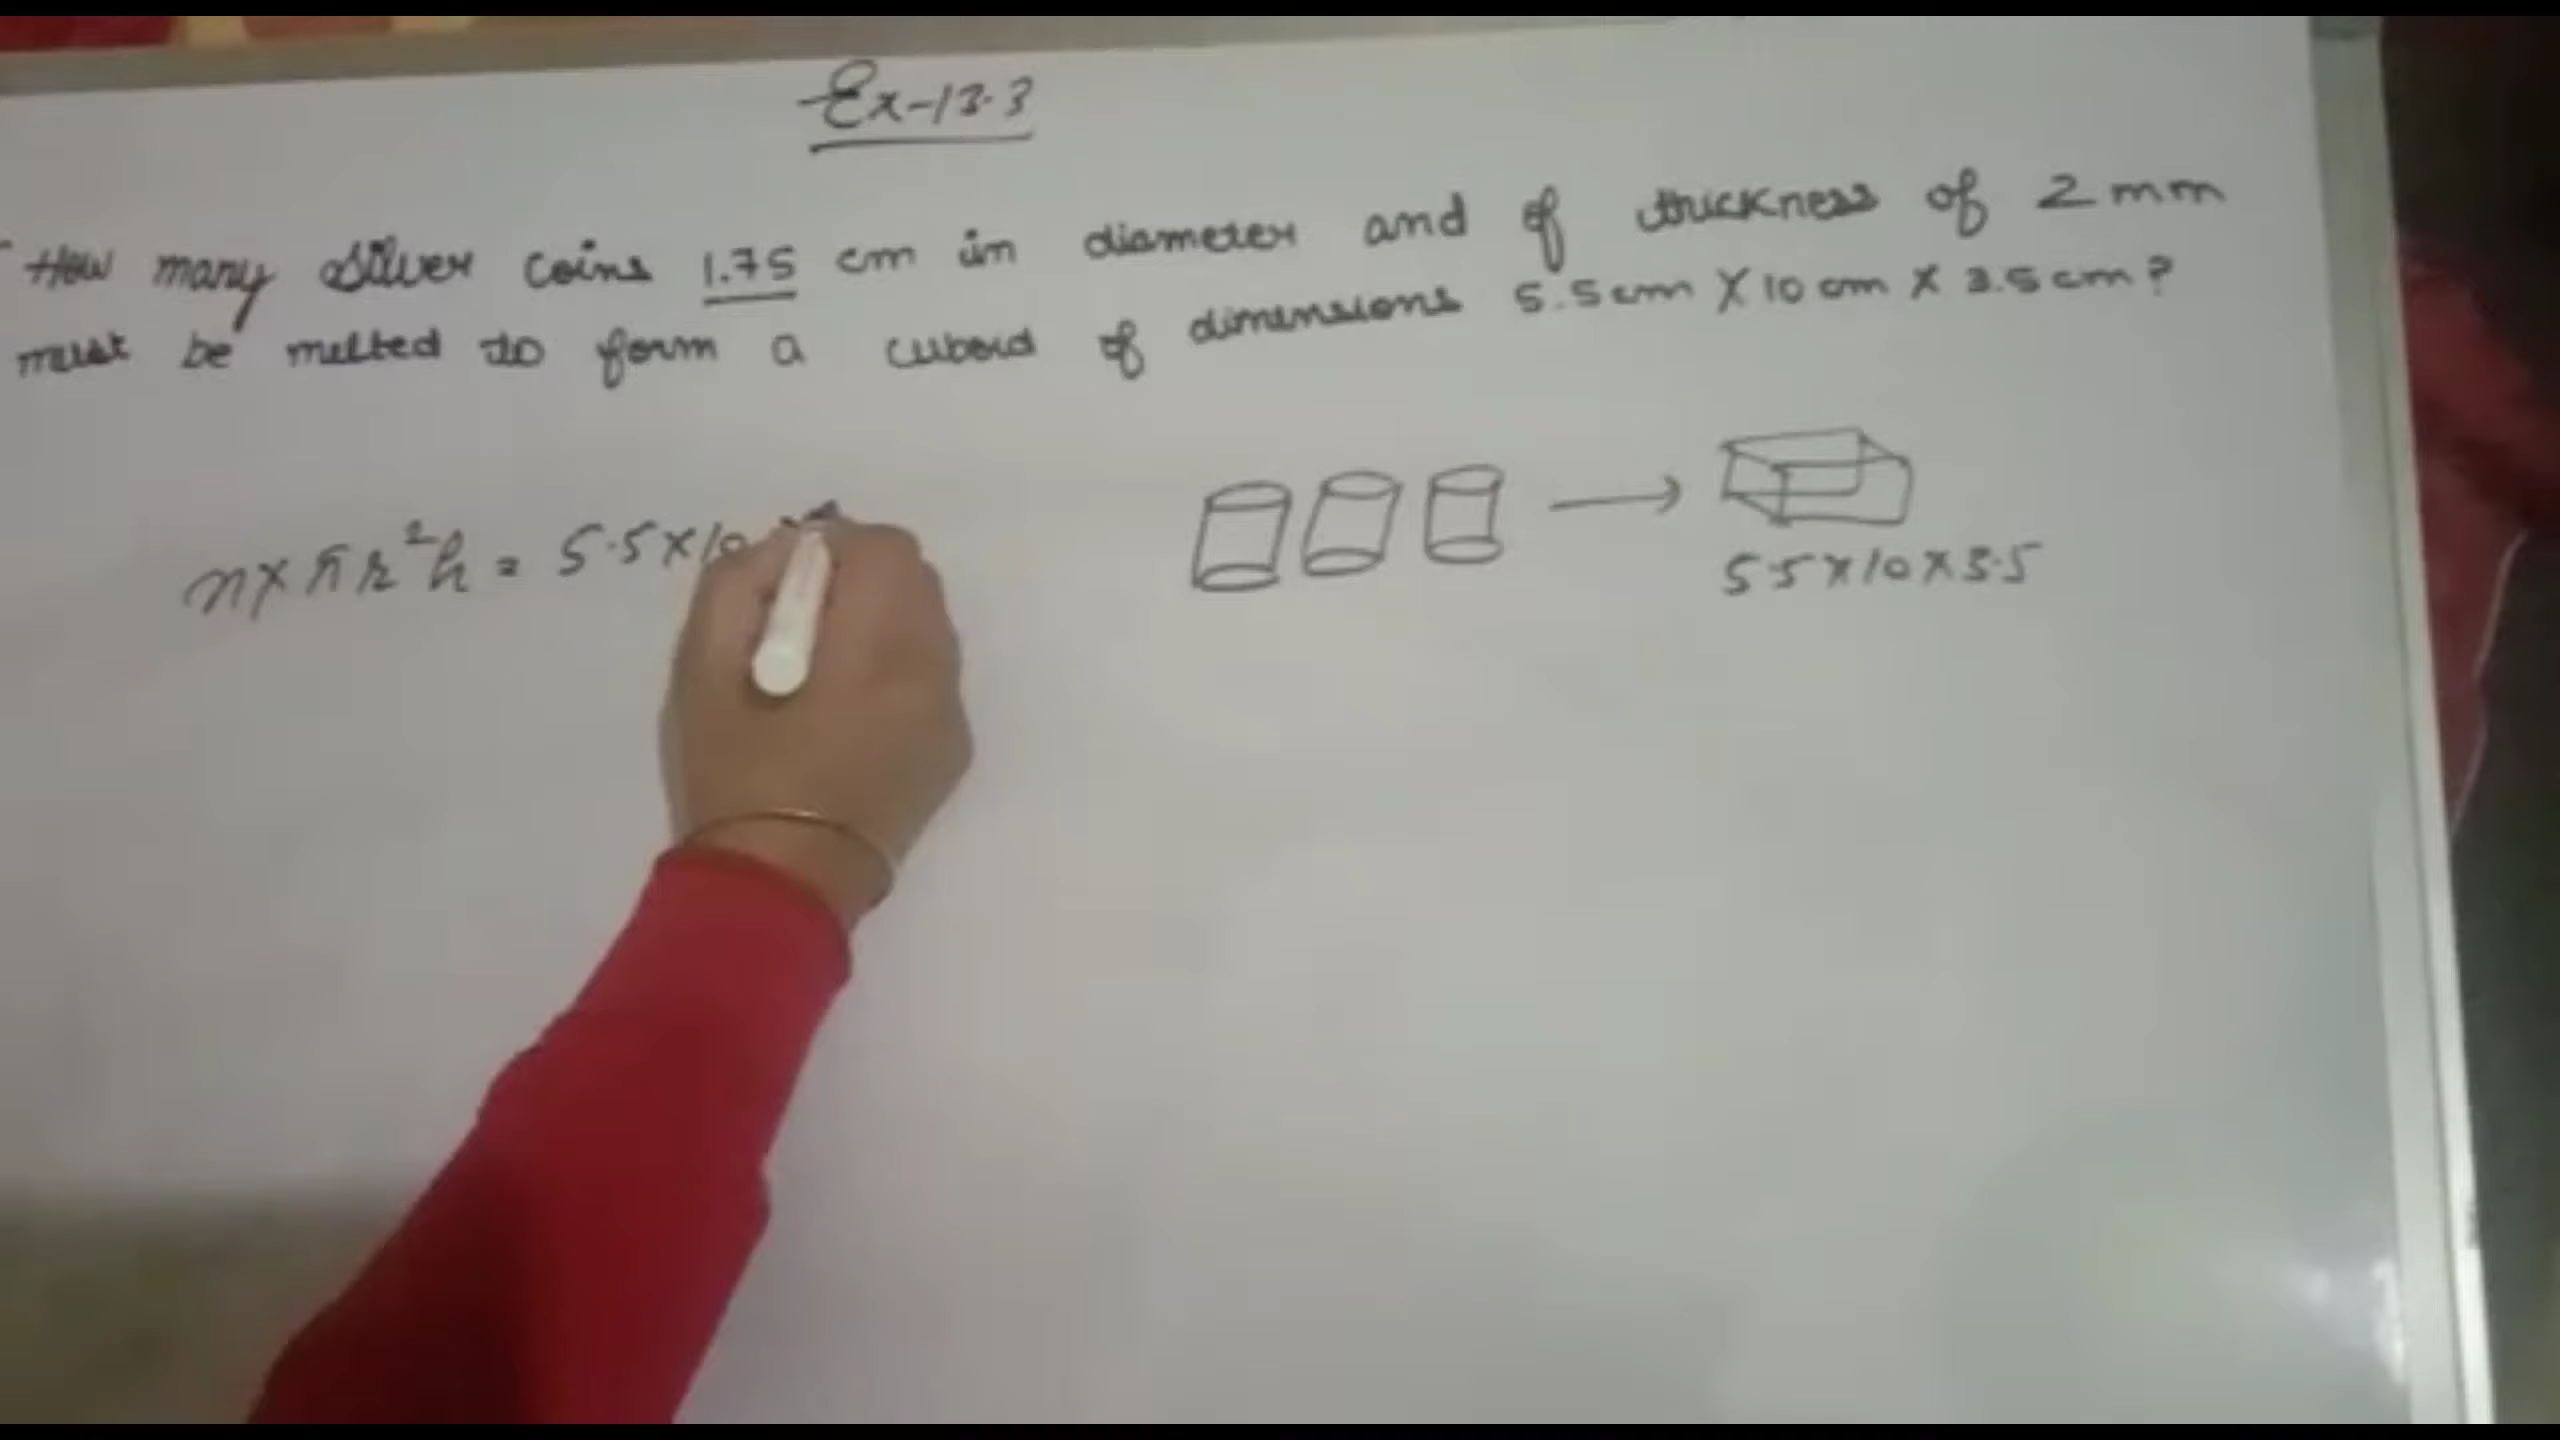 Ex-13.3
How many silver coins 1.75 cm in diameter and of thickness of 2 mm
must be melted to form a cuboid of dimensions 5.5 cm X 10 cm X 3.5 cm?
n x πr²h = 5.5 x 10
5.5 x 10 x 3.5